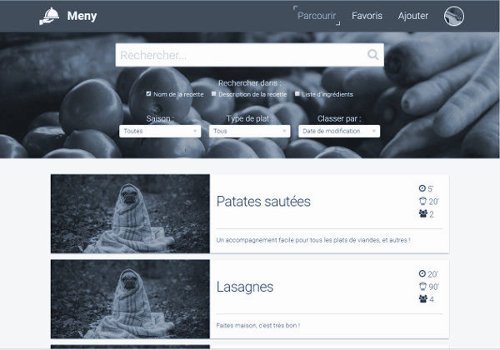 Meny
Parcourir Favoris Ajouter
Rechercher...
Rechercher dans :
Nom de la recette Description de la recette Liste d'ingrédients
Saison : Type de plat : Classer par :
Toutes Tous Date de modification
Patates sautées
5'
20'
2
Un accompagnement facile pour tous les plats de viandes, et autres !
Lasagnes
20'
90'
4
Faites maison, c'est très bon !